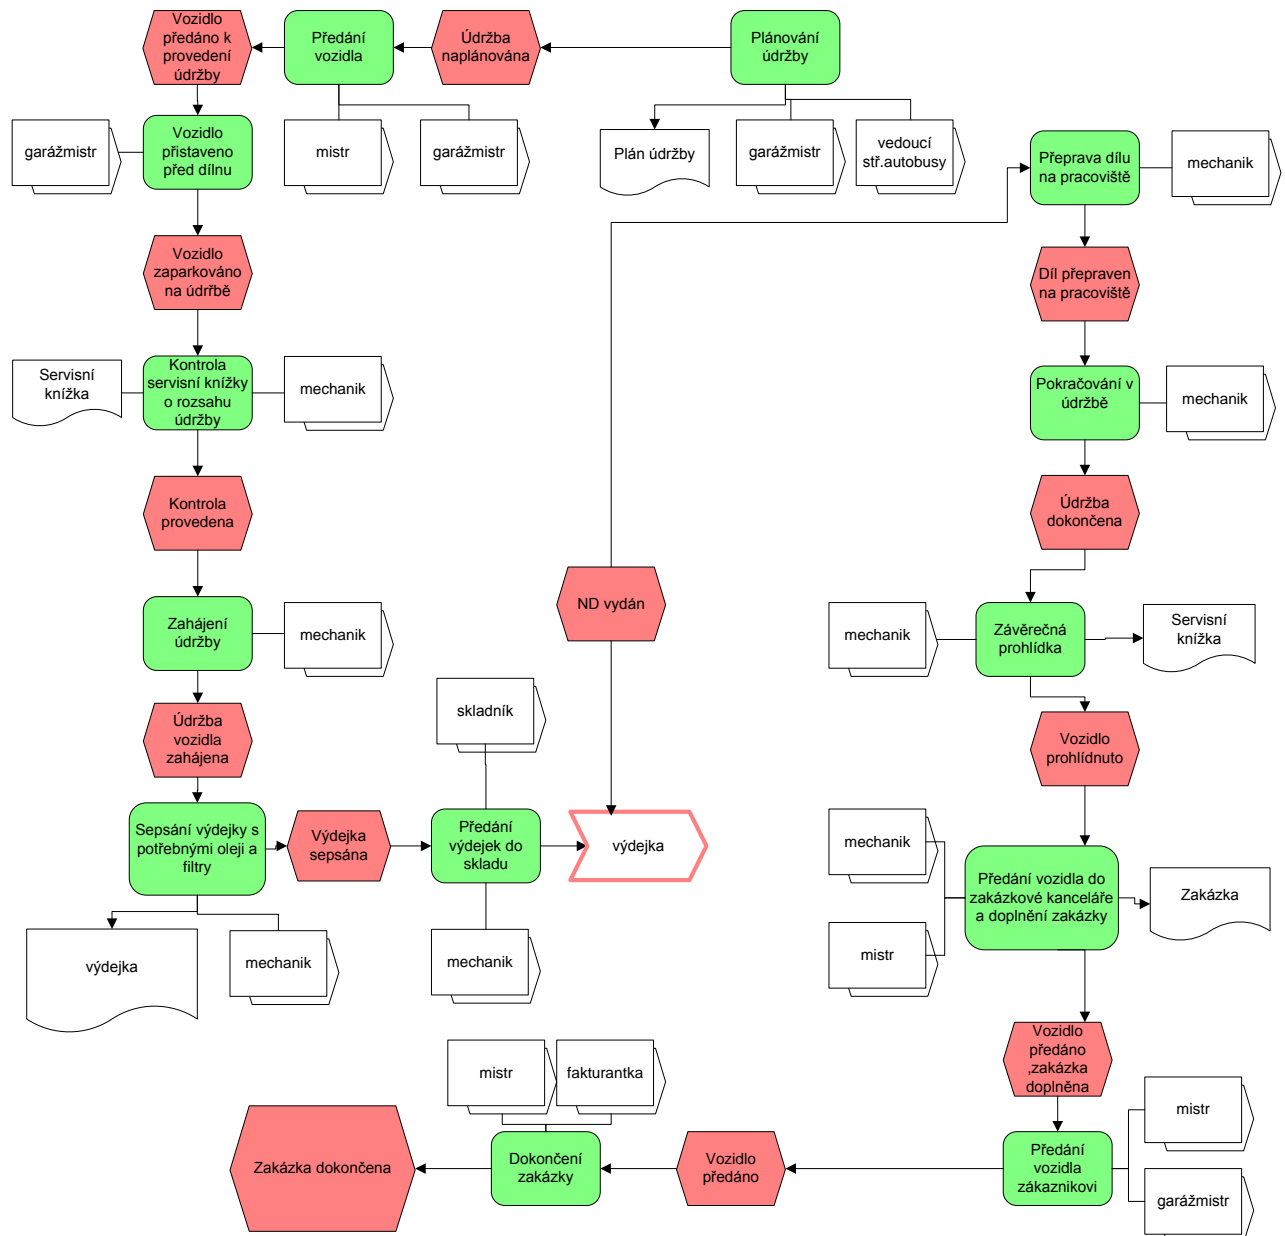 Vozidlo
předáno k
provedení
údržby
Předání
vozidla
Údržba
naplánována
Plánování
údržby
garážmistr
Vozidlo
přistaveno
před dílnu
mistr
garážmistr
Plán údržby
garážmistr
vedoucí
stř.autobusy
Přeprava dílu
na pracoviště
mechanik
Vozidlo
zaparkováno
na údřbě
Díl přepraven
na pracoviště
Servisní
knížka
Kontrola
servisní knížky
o rozsahu
údržby
mechanik
Pokračování v
údržbě
mechanik
Kontrola
provedena
Údržba
dokončena
Zahájení
údržby
mechanik
ND vydán
mechanik
Závěrečná
prohlídka
Servisní
knížka
skladník
Údržba
vozidla
zahájena
Vozidlo
prohlídnuto
Sepsání výdejky s
potřebnými oleji a
filtry
Výdejka
sepsána
Předání
výdejek do
skladu
výdejka
mechanik
Předání vozidla do
zakázkové kanceláře
a doplnění zakázky
Zakázka
mistr
výdejka
mechanik
mechanik
Vozidlo
předáno
,zakázka
doplněna
mistr
fakturantka
mistr
Zakázka dokončena
Dokončení
zakázky
Vozidlo
předáno
Předání
vozidla
zákaznikovi
garážmistr